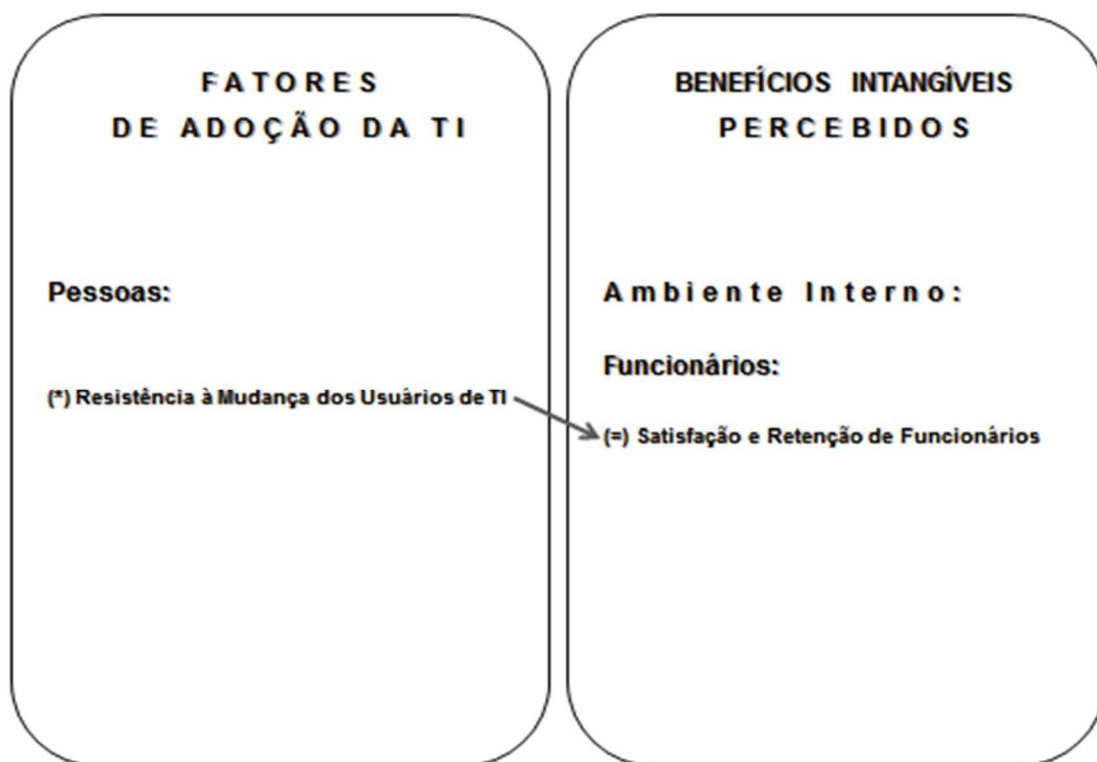 FATORES
DE ADOÇÃO DA TI
Pessoas:
(*) Resistência à Mudança dos Usuários de TI
BENEFÍCIOS INTANGÍVEIS
PERCEBIDOS
Ambiente Interno:
Funcionários:
(=) Satisfação e Retenção de Funcionários